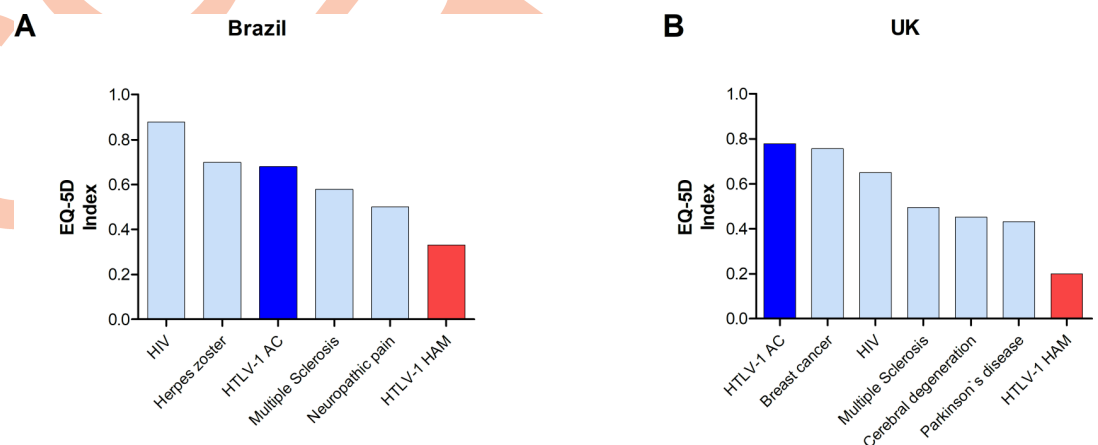 A
Brazil
EQ-5D
Index
1.0
0.8
0.6
0.4
0.2
0.0
HIV
Herpes zoster
HTLV-1 AC
Multiple Sclerosis
Neuropathic pain
HTLV-1 HAM
B
UK
EQ-5D
Index
1.0
0.8
0.6
0.4
0.2
0.0
HTLV-1 AC
Breast cancer
HIV
Multiple Sclerosis
Cerebral degeneration
Parkinson`s disease
HTLV-1 HAM